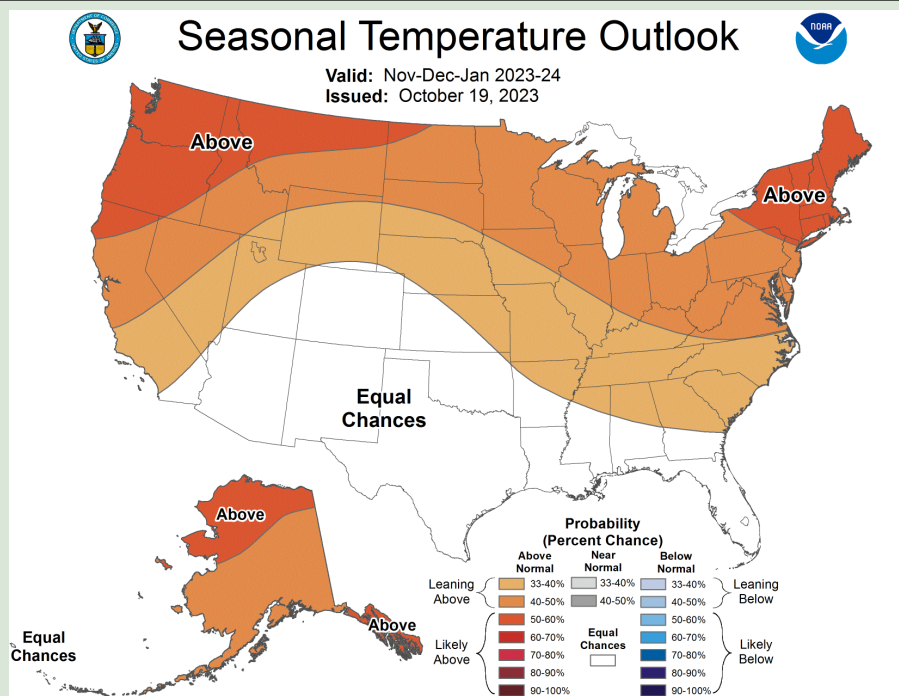 Seasonal Temperature Outlook
NOAA
Valid: Nov-Dec-Jan 2023-24
Issued: October 19, 2023
Above
Above
Equal
Chances
Above
Above
Equal
Chances
Probability
(Percent Chance)
Above
Normal
Near
Normal
Below
Normal
Leaning
Above
33-40%
40-50%
50-60%
60-70%
70-80%
80-90%
90-100%
Likely
Above
33-40%
40-50%
Equal
Chances
33-40%
40-50%
50-60%
60-70%
70-80%
80-90%
90-100%
Leaning
Below
Likely
Below